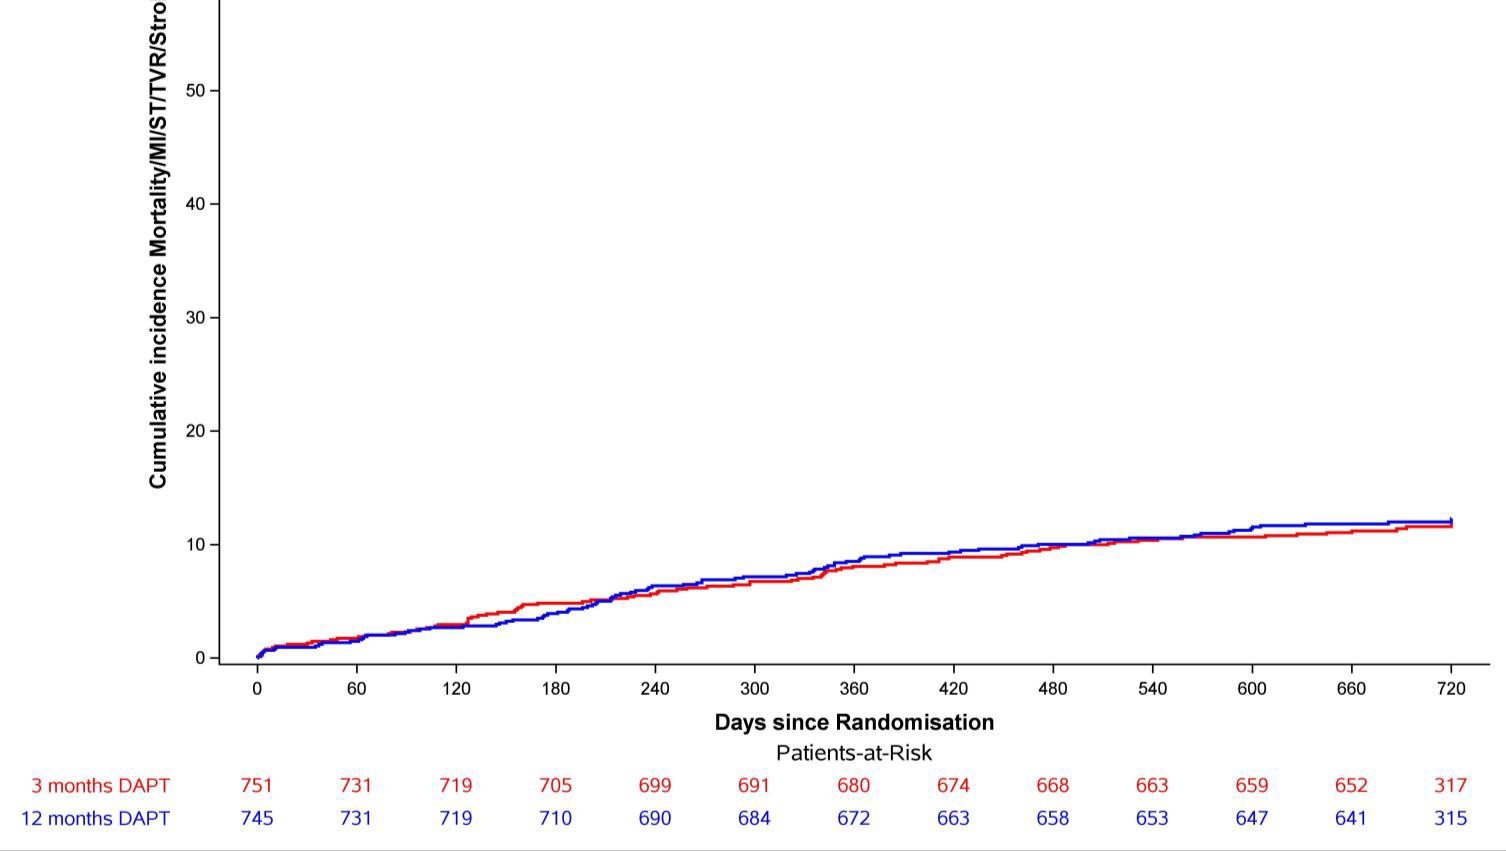 Cumulative incidence Mortality/MI/ST/TVR/Stro
50
40
30
20
10
0
0 60 120 180 240 300 360 420 480 540 600 660 720
Days since Randomisation
Patients-at-Risk
3 months DAPT 751 731 719 705 699 691 680 674 668 663 659 652 317
12 months DAPT 745 731 719 710 690 684 672 663 658 653 647 641 315